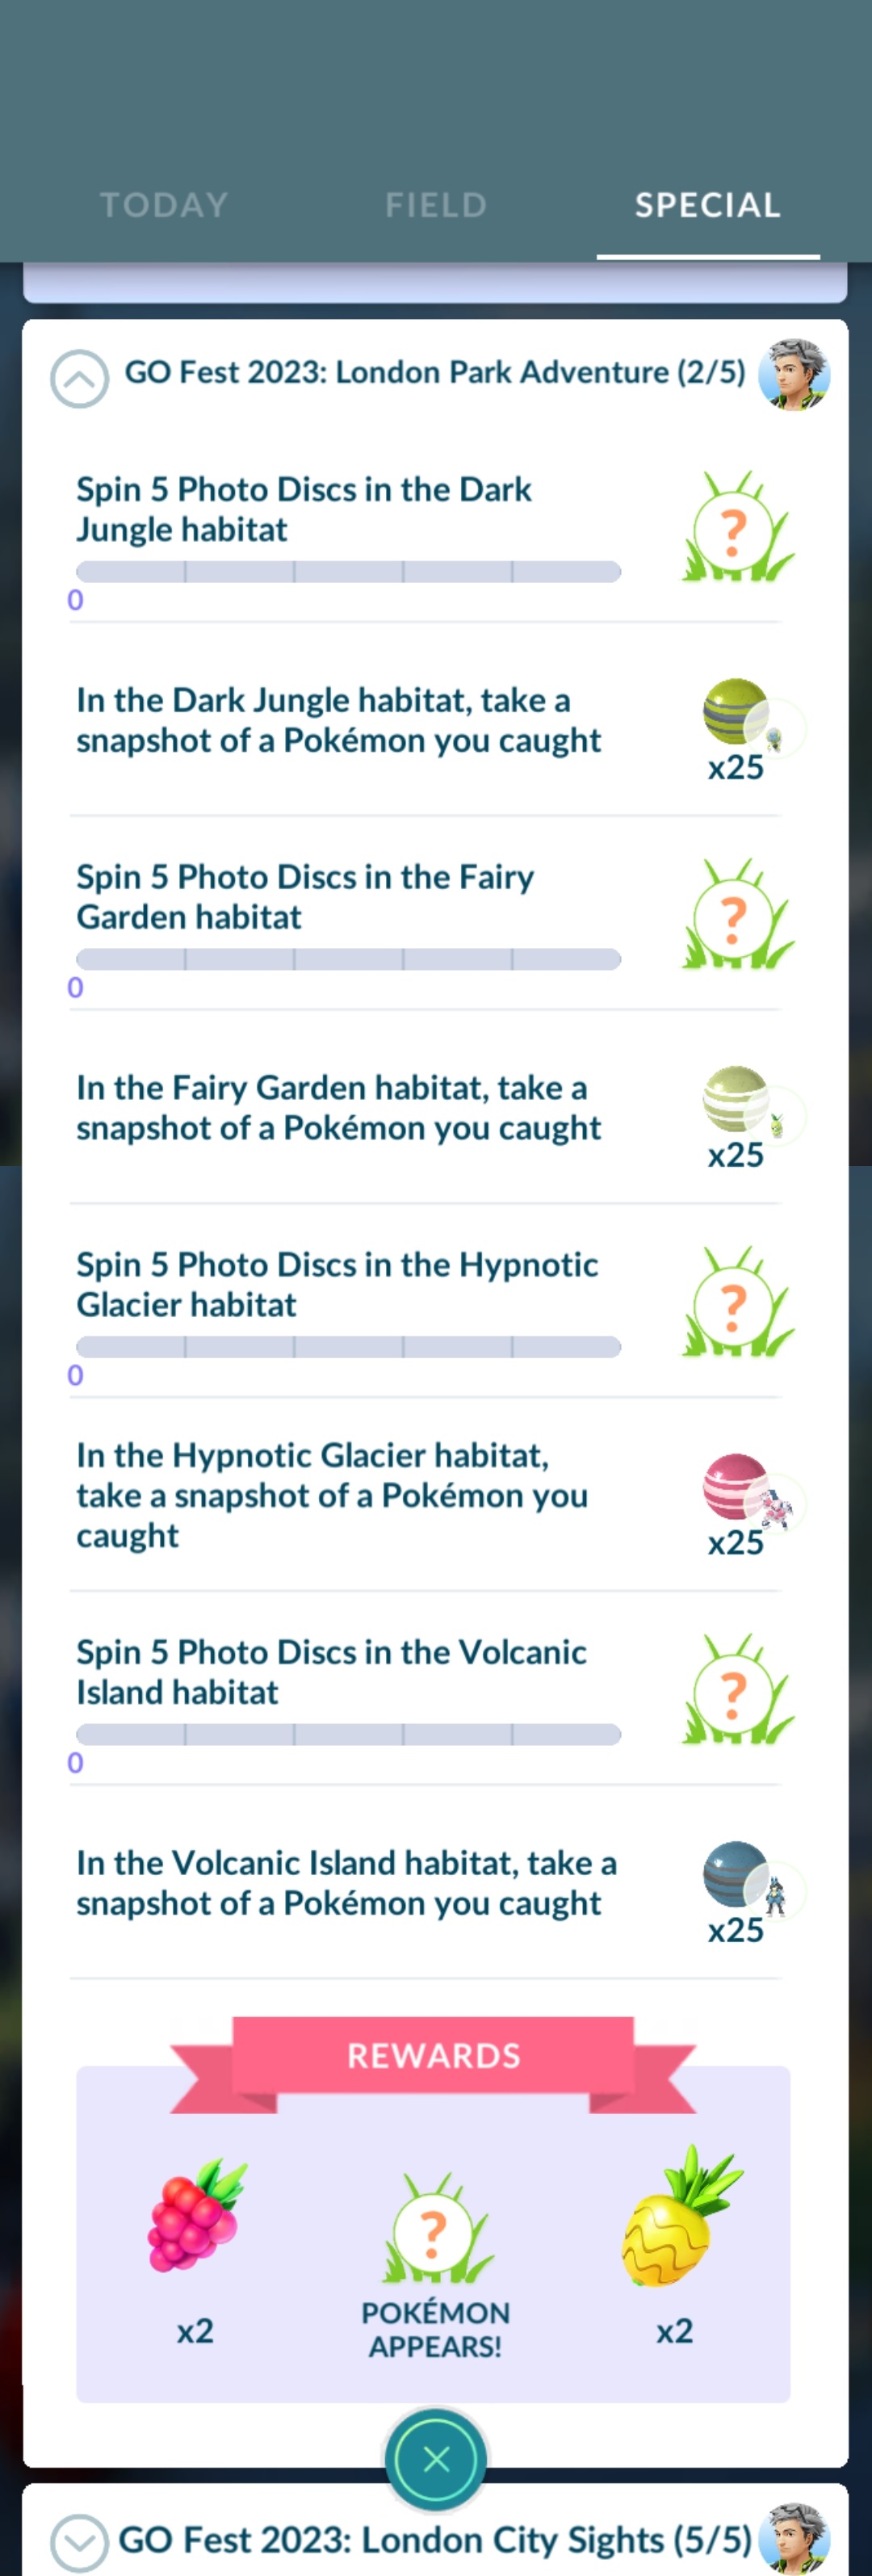 TODAY
FIELD
SPECIAL
GO Fest 2023: London Park Adventure (2/5)
Spin 5 Photo Discs in the Dark
Jungle habitat
?
0
In the Dark Jungle habitat, take a
snapshot of a Pokémon you caught
x25
Spin 5 Photo Discs in the Fairy
Garden habitat
?
0
In the Fairy Garden habitat, take a
snapshot of a Pokémon you caught
x25
Spin 5 Photo Discs in the Hypnotic
Glacier habitat
?
0
In the Hypnotic Glacier habitat,
take a snapshot of a Pokémon you
caught
x25
Spin 5 Photo Discs in the Volcanic
Island habitat
?
0
In the Volcanic Island habitat, take a
snapshot of a Pokémon you caught
x25
REWARDS
?
x2
POKÉMON
APPEARS!
x2
GO Fest 2023: London City Sights (5/5)